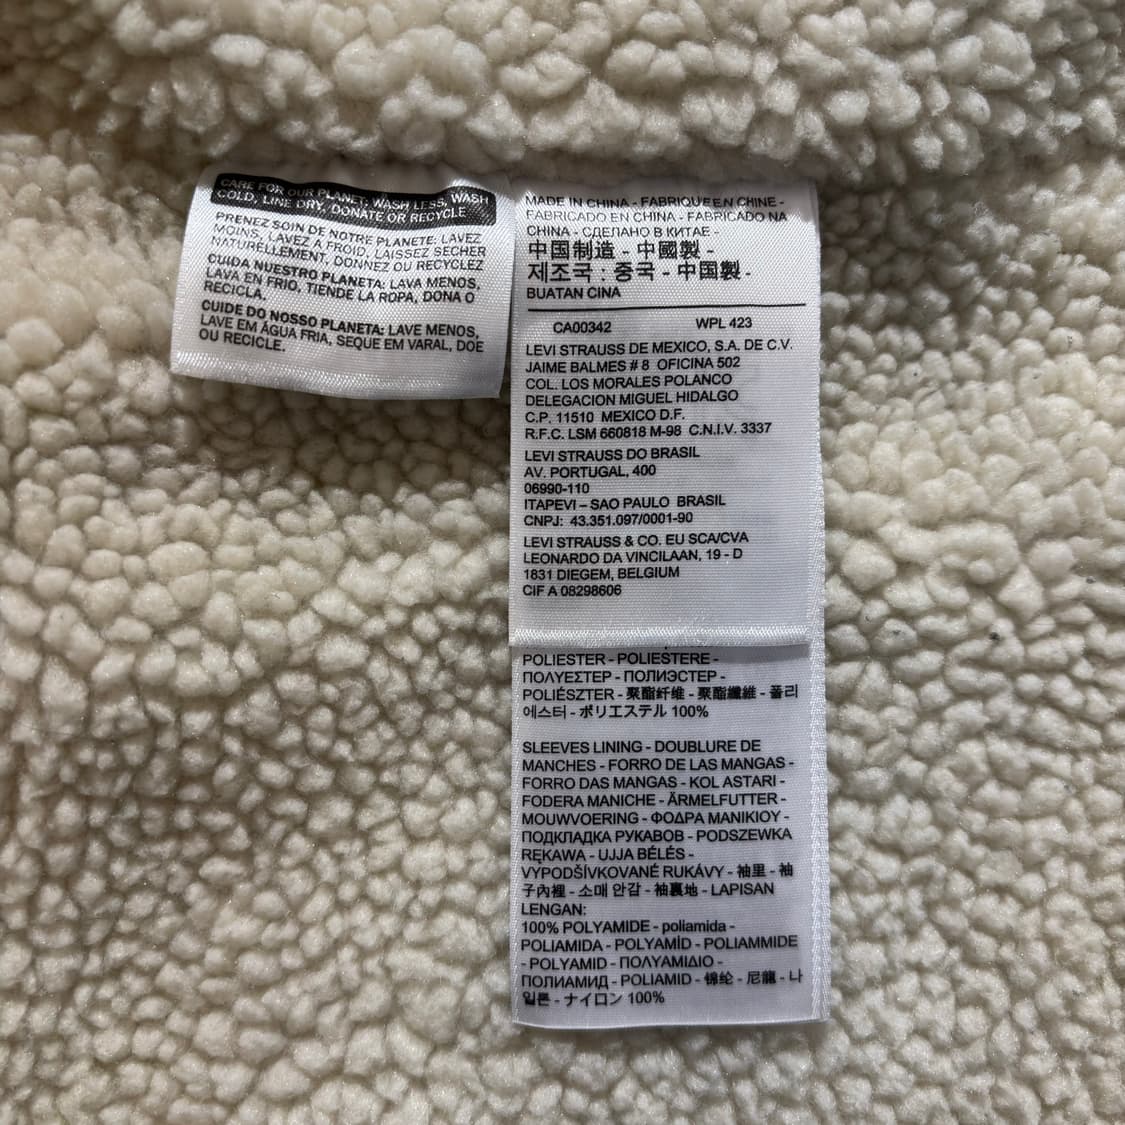 CARE FOR OUR PLANET: WASH LESS, WASH
COLD, LINE DRY, DONATE OR RECYCLE
PRENEZ SOIN DE NOTRE PLANETE: LAVEZ
MOINS, LAVEZ A FROID, LAISSEZ SECHER
NATURELLEMENT, DONNEZ OU RECYCLEZ
CUIDA NUESTRO PLANETA: LAVA MENOS,
LAVA EN FRIO, TIENDE LA ROPA, DONA O
RECICLA.
CUIDE DO NOSSO PLANETA: LAVE MENOS,
LAVE EM ÁGUA FRIA, SEQUE EM VARAL, DOE
OU RECICLE.
MADE IN CHINA - FABRIQUE EN CHINE -
FABRICADO EN CHINA - FABRICADO NA
CHINA - СДЕЛАНО В КИТАЕ -
中国制造 - 中國製 -
제조국 : 중국 - 中国製 -
BUATAN CINA
CA00342 WPL 423
LEVI STRAUSS DE MEXICO, S.A. DE C.V.
JAIME BALMES # 8 OFICINA 502
COL. LOS MORALES POLANCO
DELEGACION MIGUEL HIDALGO
C.P. 11510 MEXICO D.F.
R.F.C. LSM 660818 M-98 C.N.I.V. 3337
LEVI STRAUSS DO BRASIL
AV. PORTUGAL, 400
06990-110
ITAPEVI – SAO PAULO BRASIL
CNPJ: 43.351.097/0001-90
LEVI STRAUSS & CO. EU SCA/CVA
LEONARDO DA VINCILAAN, 19 - D
1831 DIEGEM, BELGIUM
CIF A 08298606
POLIESTER - POLIESTERE -
ΠΟΛΥΕΣΤΕΡ - ПОЛИЭСТЕР -
POLIÉSZTER - 聚酯纤维 - 聚酯纖維 - 폴리
에스터 - ポリエステル 100%
SLEEVES LINING - DOUBLURE DE
MANCHES - FORRO DE LAS MANGAS -
FORRO DAS MANGAS - KOL ASTARI -
FODERA MANICHE - ÄRMELFUTTER -
MOUWVOERING - ΦΟΔΡΑ ΜΑΝΙΚΙΟΥ -
ПОДКЛАДКА РУКАВОВ - PODSZEWKA
RĘKAWA - UJJA BÉLÉS -
VYPODŠÍVKOVANÉ RUKÁVY - 袖里 - 袖
子內裡 - 소매 안감 - 袖裏地 - LAPISAN
LENGAN:
100% POLYAMIDE - poliamida -
POLIAMIDA - POLYAMÍD - POLIAMMIDE
- POLYAMID - ΠΟΛΥΑΜΙΔΙΟ -
ПОЛИАМИД - POLIAMID - 锦纶 - 尼龍 - 나
일론 - ナイロン 100%